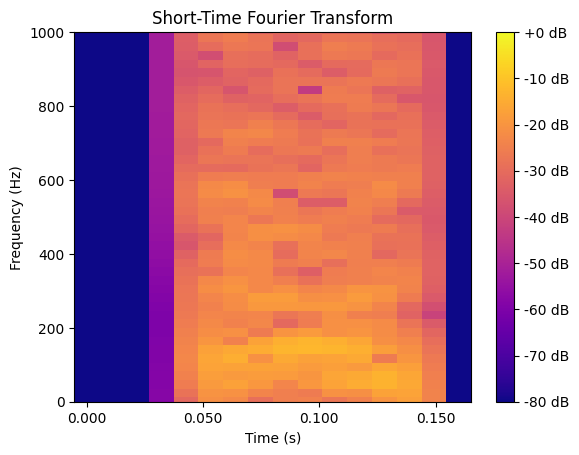 Short-Time Fourier Transform
Frequency (Hz)
1000
800
600
400
200
0
0.000
0.050
0.100
0.150
Time (s)
+0 dB
-10 dB
-20 dB
-30 dB
-40 dB
-50 dB
-60 dB
-70 dB
-80 dB